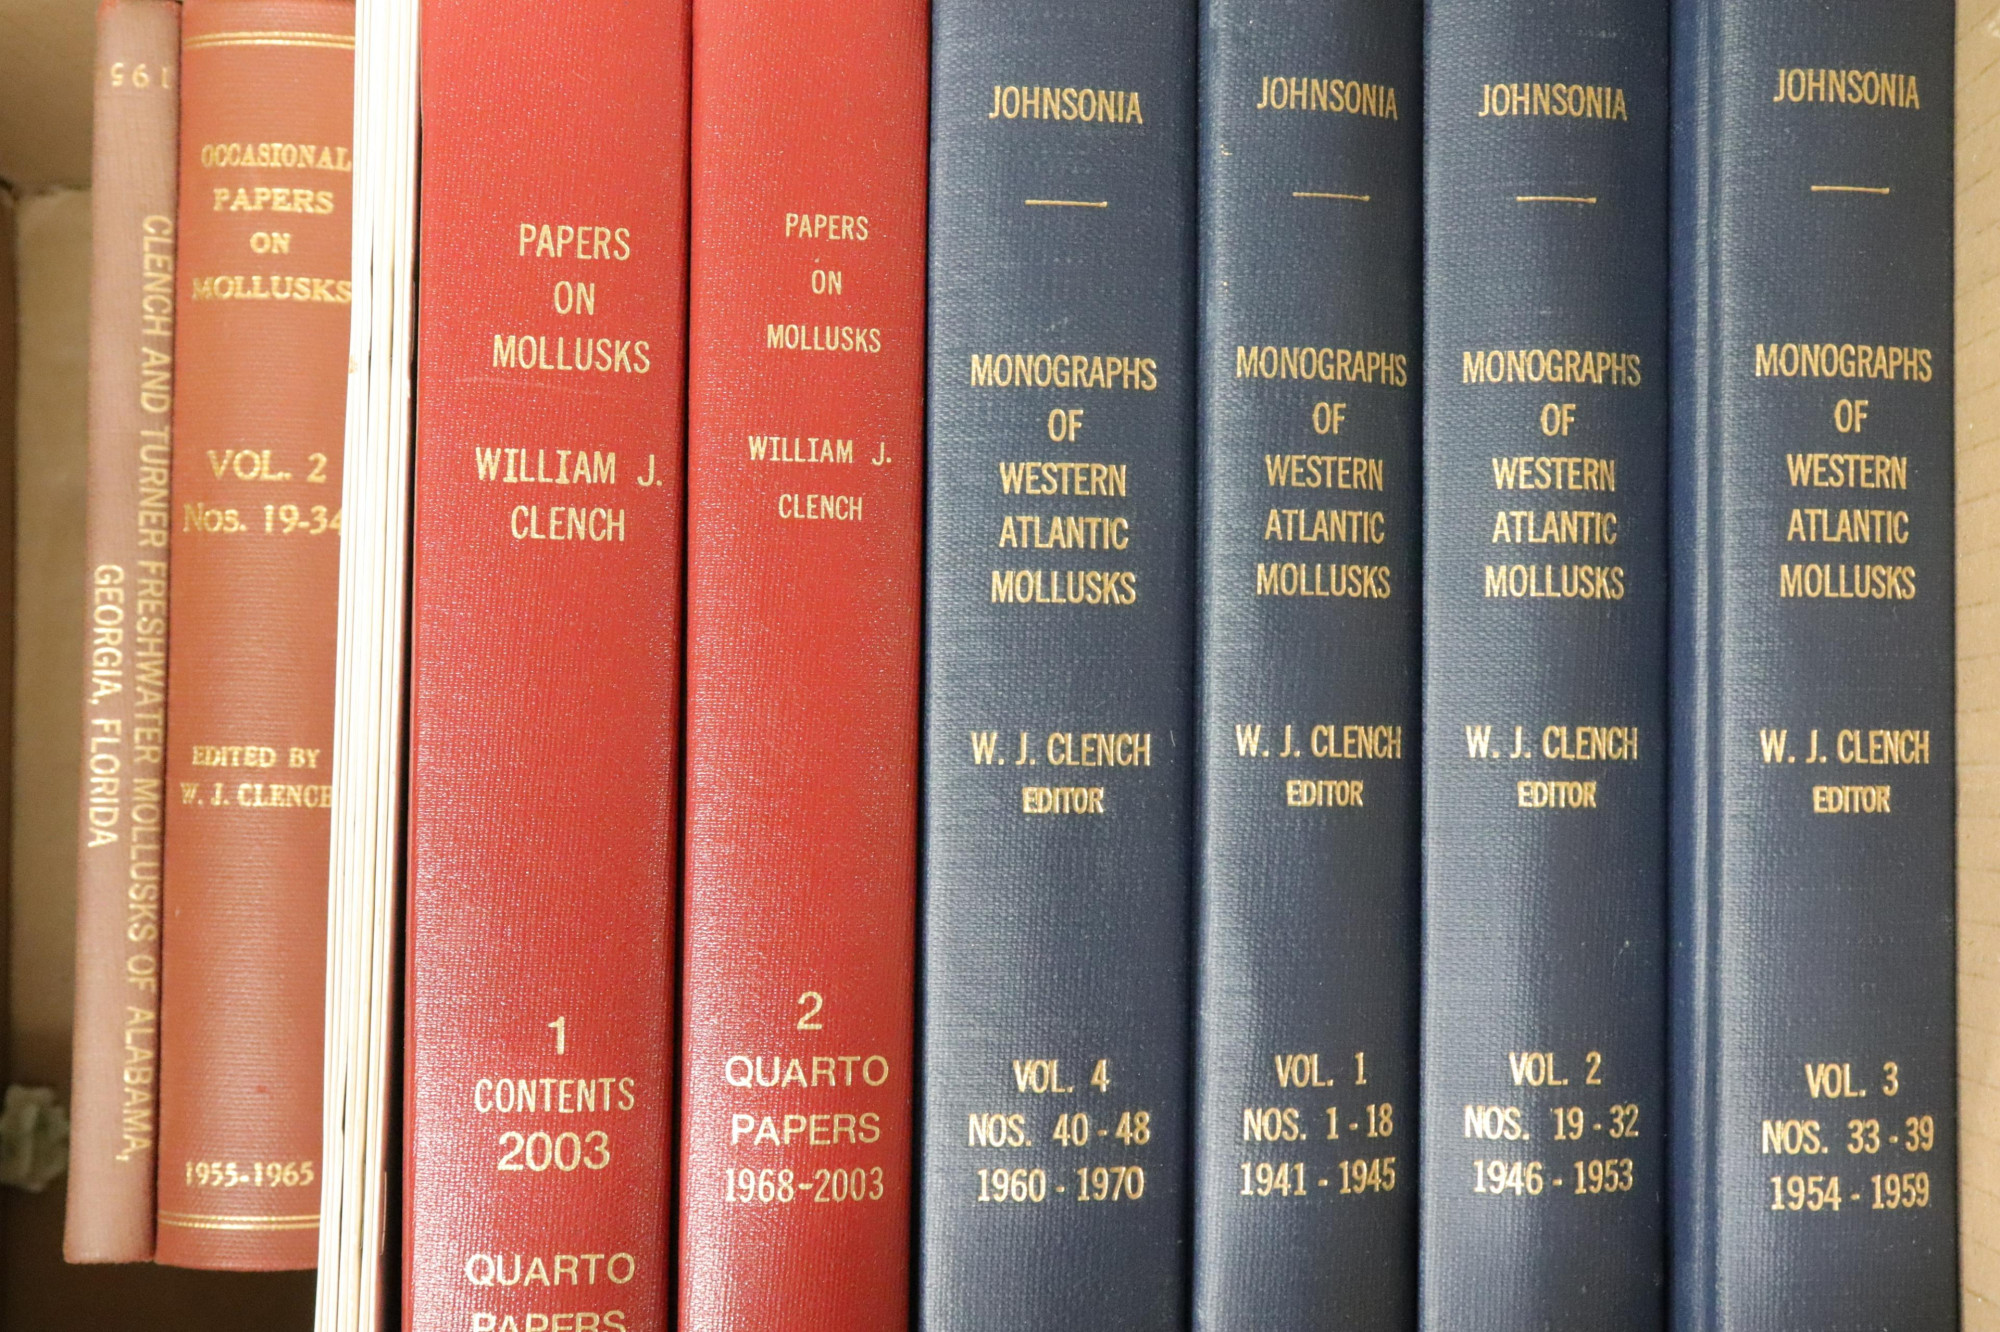 CLENCH AND TURNER FRESHWATER MOLLUSKS OF ALABAMA,
GEORGIA, FLORIDA
OCCASIONAL
PAPERS
ON
MOLLUSKS
VOL. 2
Nos. 19-34
EDITED BY
W. J. CLENCH
1955-1965
PAPERS
ON
MOLLUSKS
WILLIAM J.
CLENCH
1
CONTENTS
2003
QUARTO
PAPERS
PAPERS
ON
MOLLUSKS
WILLIAM J.
CLENCH
2
QUARTO
PAPERS
1968-2003
JOHNSONIA
MONOGRAPHS
OF
WESTERN
ATLANTIC
MOLLUSKS
W. J. CLENCH
EDITOR
VOL. 4
NOS. 40-48
1960-1970
JOHNSONIA
MONOGRAPHS
OF
WESTERN
ATLANTIC
MOLLUSKS
W. J. CLENCH
EDITOR
VOL. 1
NOS. 1-18
1941-1945
JOHNSONIA
MONOGRAPHS
OF
WESTERN
ATLANTIC
MOLLUSKS
W. J. CLENCH
EDITOR
VOL. 2
NOS. 19-32
1946-1953
JOHNSONIA
MONOGRAPHS
OF
WESTERN
ATLANTIC
MOLLUSKS
W. J. CLENCH
EDITOR
VOL. 3
NOS. 33-39
1954-1959